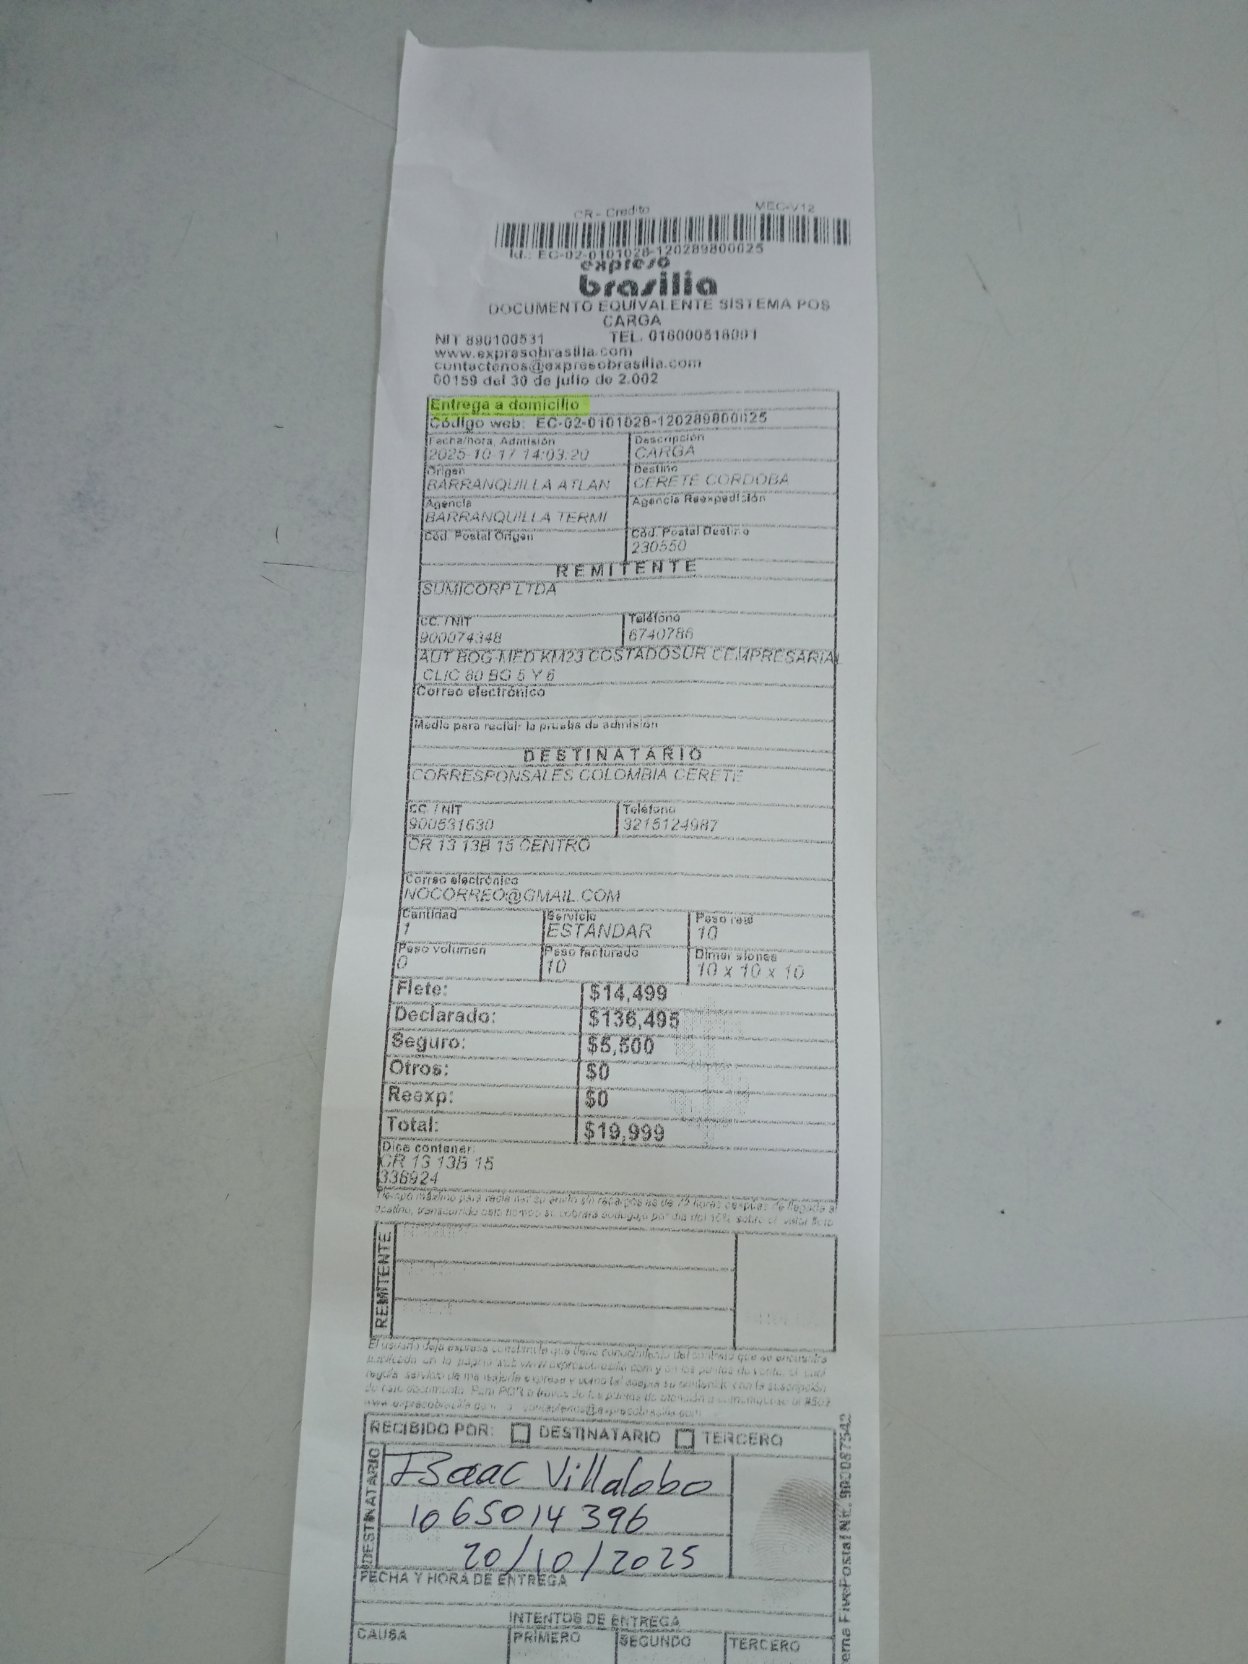 CR - Credito MEC-V12
Id.: EC-02-0101028-120289800025
expreso
brasilia
DOCUMENTO EQUIVALENTE SISTEMA POS
CARGA
NIT 890100531 TEL. 018000518001
www.expresobrasilia.com
contactenos@expresobrasilia.com
00159 del 30 de julio de 2.002
Entrega a domicilio
Código web: EC-02-0101028-120289800025
Fecha/hora. Admisión Descripción
2025-10-17 14:03:20 CARGA
Origen Destino
BARRANQUILLA ATLAN CERETE CORDOBA
Agencia Agencia Reexpedición
BARRANQUILLA TERMI
Cód. Postal Origen Cód. Postal Destino
230550
REMITENTE
SUMICORP LTDA
CC. / NIT Teléfono
900074348 6740786
AUT BOG MED KM23 COSTADOSUR C EMPRESARIAL
CLIC 80 BG 5 Y 6
Correo electrónico
Medio para recibir la prueba de admisión
DESTINATARIO
CORRESPONSALES COLOMBIA CERETE
CC. / NIT Teléfono
900531630 3215124987
CR 13 13B 15 CENTRO
Correo electrónico
NOCORREO@GMAIL.COM
Cantidad Servicio Peso real
1 ESTANDAR 10
Peso volumen Peso facturado Dimensiones
0 10 10 x 10 x 10
Flete: $14,499
Declarado: $136,495
Seguro: $5,500
Otros: $0
Reexp: $0
Total: $19,999
Dice contener:
CR 13 13B 15
336924
REMITENTE
RECIBIDO POR: DESTINATARIO TERCERO
DESTINATARIO
Isaac Villalobo
1065014396
20/10/2025
FECHA Y HORA DE ENTREGA
INTENTOS DE ENTREGA
CAUSA PRIMERO SEGUNDO TERCERO